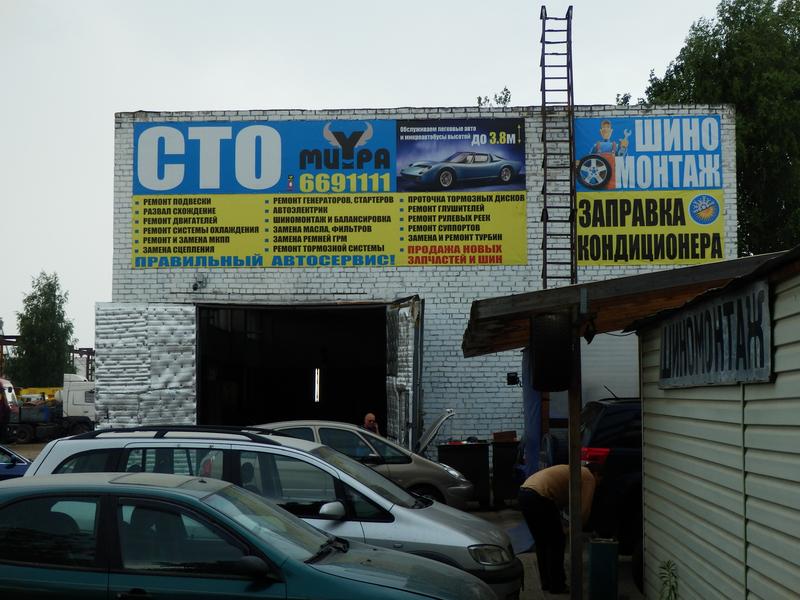 СТО
МИУРА
6691111
Обслуживаем легковые авто
и микроавтобусы высотой до 3.8м
РЕМОНТ ПОДВЕСКИ
РАЗВАЛ СХОЖДЕНИЕ
РЕМОНТ ДВИГАТЕЛЕЙ
РЕМОНТ СИСТЕМЫ ОХЛАЖДЕНИЯ
РЕМОНТ И ЗАМЕНА МКПП
ЗАМЕНА СЦЕПЛЕНИЯ
РЕМОНТ ГЕНЕРАТОРОВ, СТАРТЕРОВ
АВТОЭЛЕКТРИК
ШИНОМОНТАЖ И БАЛАНСИРОВКА
ЗАМЕНА МАСЛА, ФИЛЬТРОВ
ЗАМЕНА РЕМНЕЙ ГРМ
РЕМОНТ ТОРМОЗНОЙ СИСТЕМЫ
ПРОТОЧКА ТОРМОЗНЫХ ДИСКОВ
РЕМОНТ ГЛУШИТЕЛЕЙ
РЕМОНТ РУЛЕВЫХ РЕЕК
РЕМОНТ СУППОРТОВ
ЗАМЕНА И РЕМОНТ ТУРБИН
ПРОДАЖА НОВЫХ
ЗАПЧАСТЕЙ И ШИН
ПРАВИЛЬНЫЙ АВТОСЕРВИС!
ШИНО
МОНТАЖ
ЗАПРАВКА
КОНДИЦИОНЕРА
ШИНОМОНТАЖ